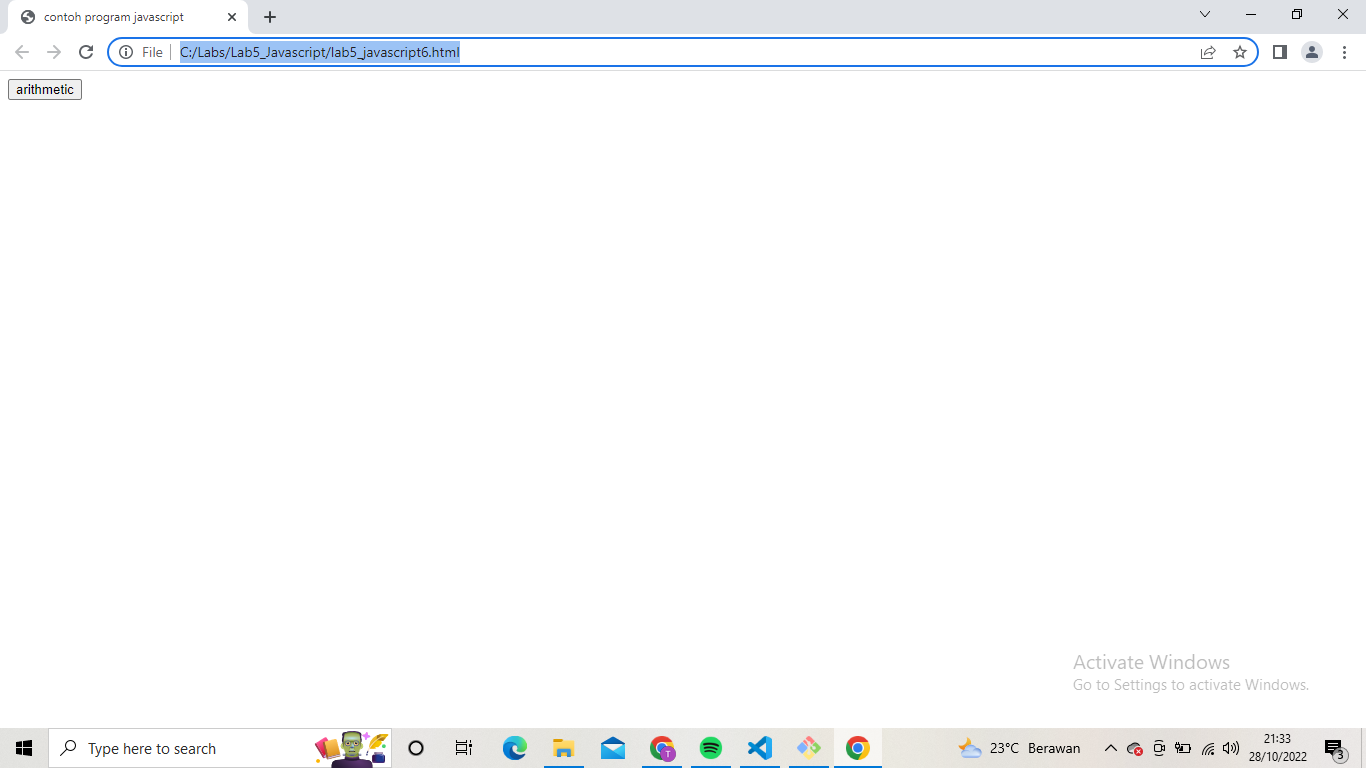 contoh program javascript
File
C:/Labs/Lab5_Javascript/lab5_javascript6.html
arithmetic
Activate Windows
Go to Settings to activate Windows.
Type here to search
T
23°C Berawan
21:33
28/10/2022
3